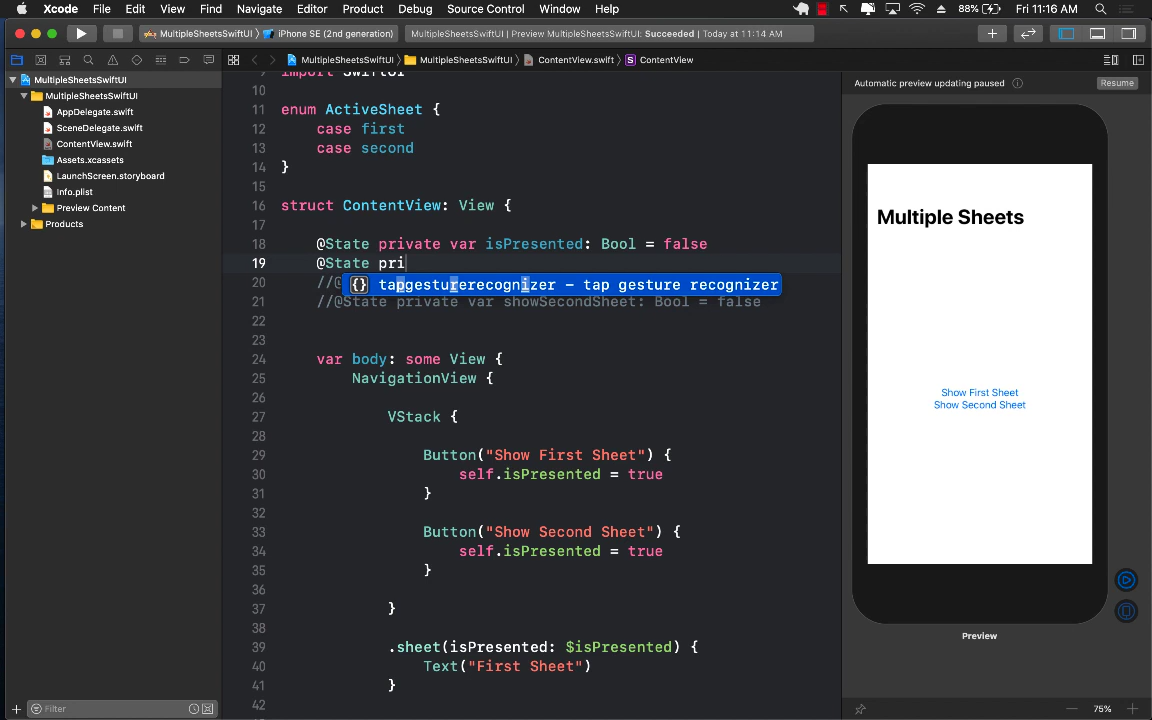 Xcode File Edit View Find Navigate Editor Product Debug Source Control Window Help 88% Fri 11:16 AM
MultipleSheetsSwiftUI iPhone SE (2nd generation) MultipleSheetsSwiftUI | Preview MultipleSheetsSwiftUI: Succeeded | Today at 11:14 AM
MultipleSheetsSwiftUI MultipleSheetsSwiftUI ContentView.swift ContentView
MultipleSheetsSwiftUI
MultipleSheetsSwiftUI
AppDelegate.swift
SceneDelegate.swift
ContentView.swift
Assets.xcassets
LaunchScreen.storyboard
Info.plist
Preview Content
Products
Filter
9 import SwiftUI
10
11 enum ActiveSheet {
12 case first
13 case second
14 }
15
16 struct ContentView: View {
17
18 @State private var isPresented: Bool = false
19 @State pri
{} tapgesturerecognizer – tap gesture recognizer
20 //@
21 //@State private var showSecondSheet: Bool = false
22
23
24 var body: some View {
25 NavigationView {
26
27 VStack {
28
29 Button("Show First Sheet") {
30 self.isPresented = true
31 }
32
33 Button("Show Second Sheet") {
34 self.isPresented = true
35 }
36
37 }
38
39 .sheet(isPresented: $isPresented) {
40 Text("First Sheet")
41 }
42
Automatic preview updating paused Resume
Multiple Sheets
Show First Sheet
Show Second Sheet
Preview
75%